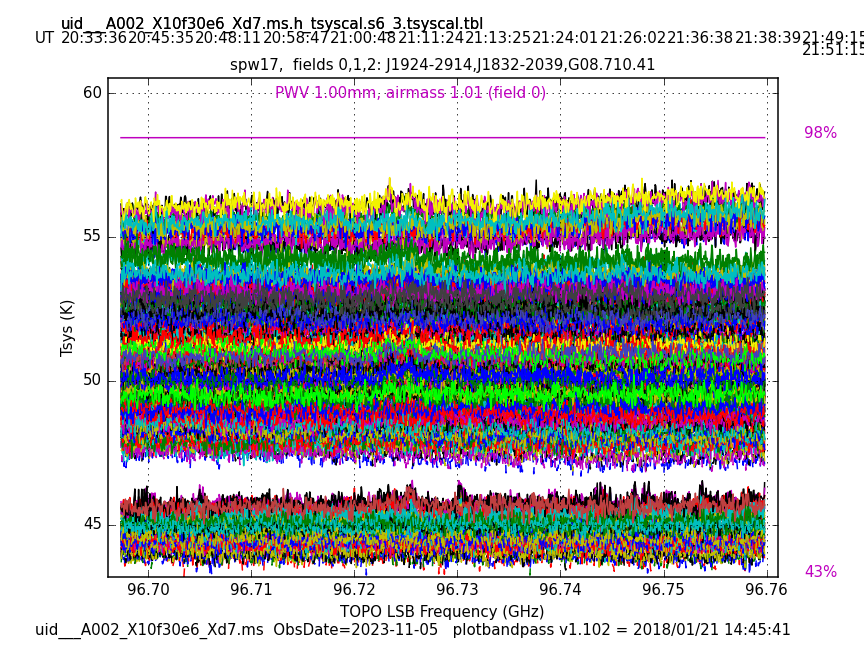 uid___A002_X10f30e6_Xd7.ms.h_tsyscal.s6_3.tsyscal.tbl
UT 20:33:36 20:45:35 20:48:11 20:58:47 21:00:48 21:11:24 21:13:25 21:24:01 21:26:02 21:36:38 21:38:39 21:49:15
21:51:15
spw17, fields 0,1,2: J1924-2914,J1832-2039,G08.710.41
PWV 1.00mm, airmass 1.01 (field 0)
60
98%
55
Tsys (K)
50
45
43%
96.70 96.71 96.72 96.73 96.74 96.75 96.76
TOPO LSB Frequency (GHz)
uid___A002_X10f30e6_Xd7.ms ObsDate=2023-11-05 plotbandpass v1.102 = 2018/01/21 14:45:41